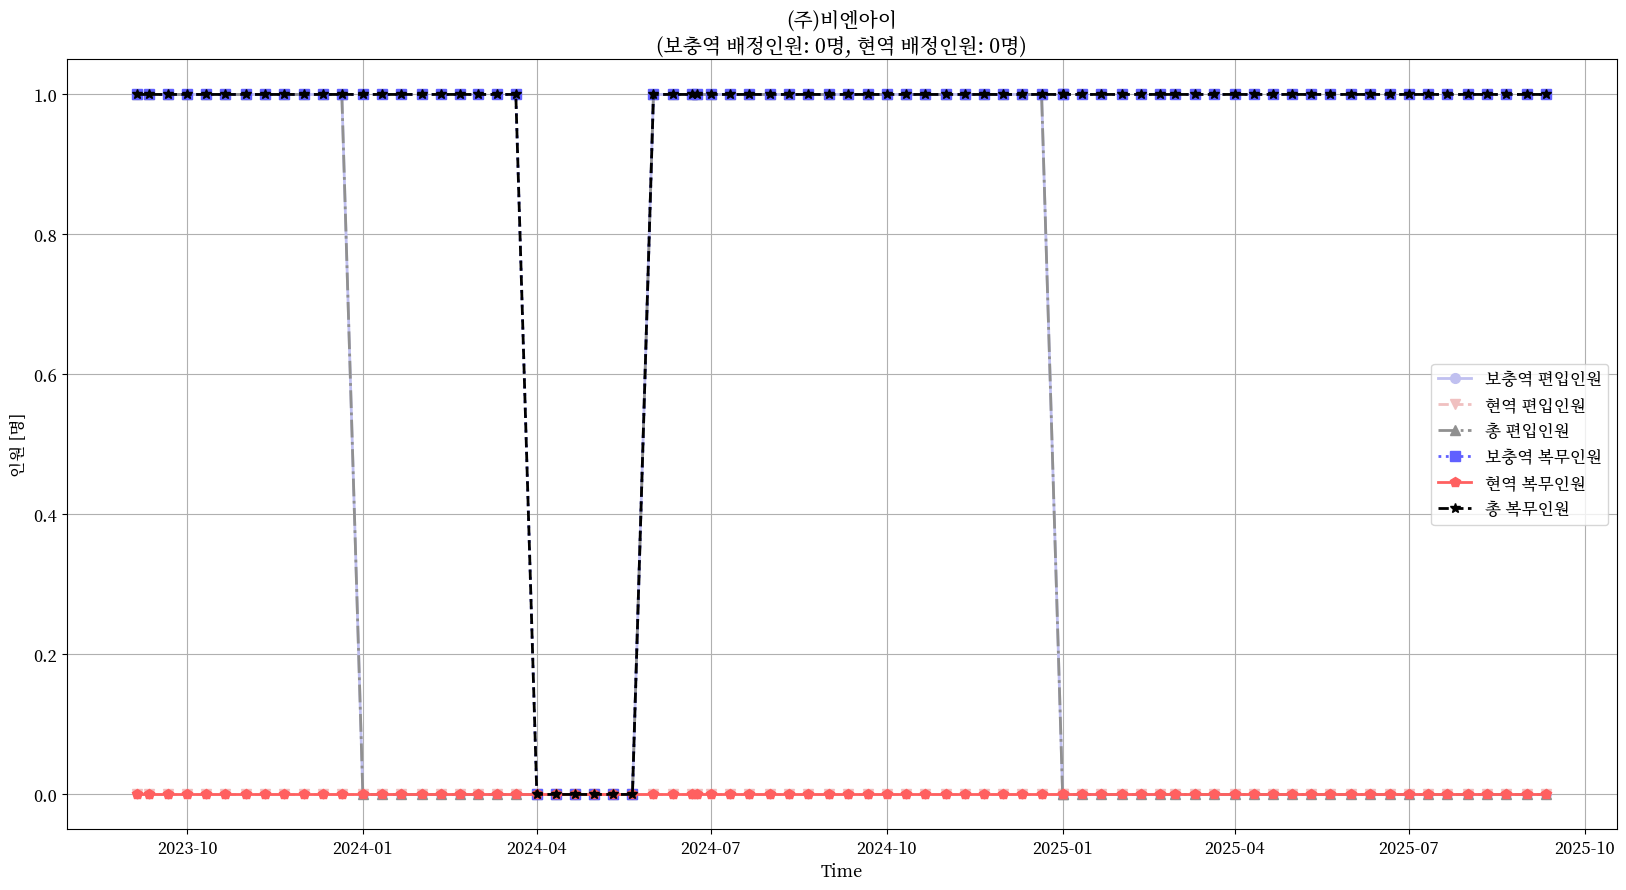 (주)비엔아이
(보충역 배정인원: 0명, 현역 배정인원: 0명)
1.0
0.8
0.6
0.4
0.2
0.0
인원 [명]
보충역 편입인원
현역 편입인원
총 편입인원
보충역 복무인원
현역 복무인원
총 복무인원
2023-10
2024-01
2024-04
2024-07
2024-10
2025-01
2025-04
2025-07
2025-10
Time